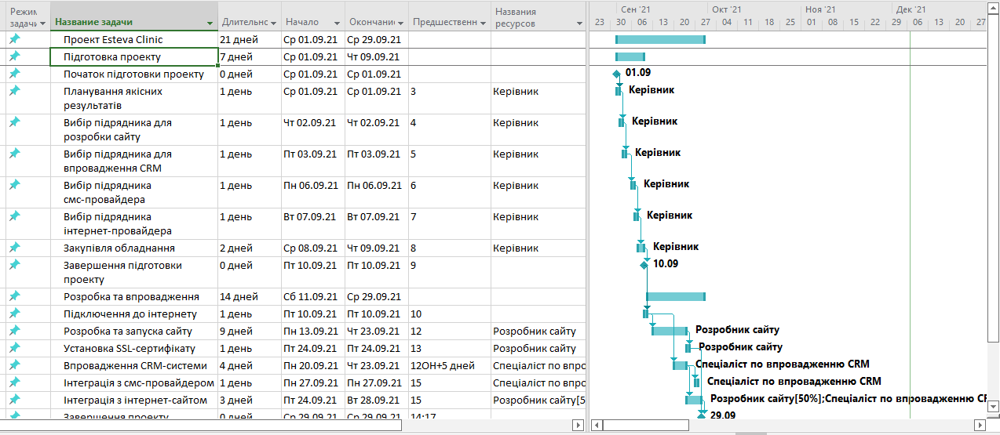 Режим задачи Название задачи Длительнс Начало Окончани Предшественн Названия ресурсов
Сен '21 Окт '21 Ноя '21 Дек '21
23 30 06 13 20 27 04 11 18 25 01 08 15 22 29 06 13 20 27
Проект Esteva Clinic 21 дней Ср 01.09.21 Ср 29.09.21
Підготовка проекту 7 дней Ср 01.09.21 Чт 09.09.21
Початок підготовки проекту 0 дней Ср 01.09.21 Ср 01.09.21 01.09
Планування якісних результатів 1 день Ср 01.09.21 Ср 01.09.21 3 Керівник Керівник
Вибір підрядника для розробки сайту 1 день Чт 02.09.21 Чт 02.09.21 4 Керівник Керівник
Вибір підрядника для впровадження CRM 1 день Пт 03.09.21 Пт 03.09.21 5 Керівник Керівник
Вибір підрядника смс-провайдера 1 день Пн 06.09.21 Пн 06.09.21 6 Керівник Керівник
Вибір підрядника інтернет-провайдера 1 день Вт 07.09.21 Вт 07.09.21 7 Керівник Керівник
Закупівля обладнання 2 дней Ср 08.09.21 Чт 09.09.21 8 Керівник Керівник
Завершення підготовки проекту 0 дней Пт 10.09.21 Пт 10.09.21 9 10.09
Розробка та впровадження 14 дней Сб 11.09.21 Ср 29.09.21
Підключення до інтернету 1 день Пт 10.09.21 Пт 10.09.21 10
Розробка та запуска сайту 9 дней Пн 13.09.21 Чт 23.09.21 12 Розробник сайту Розробник сайту
Установка SSL-сертифікату 1 день Пт 24.09.21 Пт 24.09.21 13 Розробник сайту Розробник сайту
Впровадження CRM-системи 4 дней Пн 20.09.21 Чт 23.09.21 12ОН+5 дней Спеціаліст по впро Спеціаліст по впровадженню CRM
Інтеграція з смс-провайдером 1 день Пн 27.09.21 Пн 27.09.21 15 Спеціаліст по впро Спеціаліст по впровадженню CRM
Інтеграція з інтернет-сайтом 3 дней Пт 24.09.21 Вт 28.09.21 15 Розробник сайту[5 Розробник сайту[50%];Спеціаліст по впровадженню CR
Завершення проекту 0 дней Ср 29.09.21 Ср 29.09.21 14;17 29.09